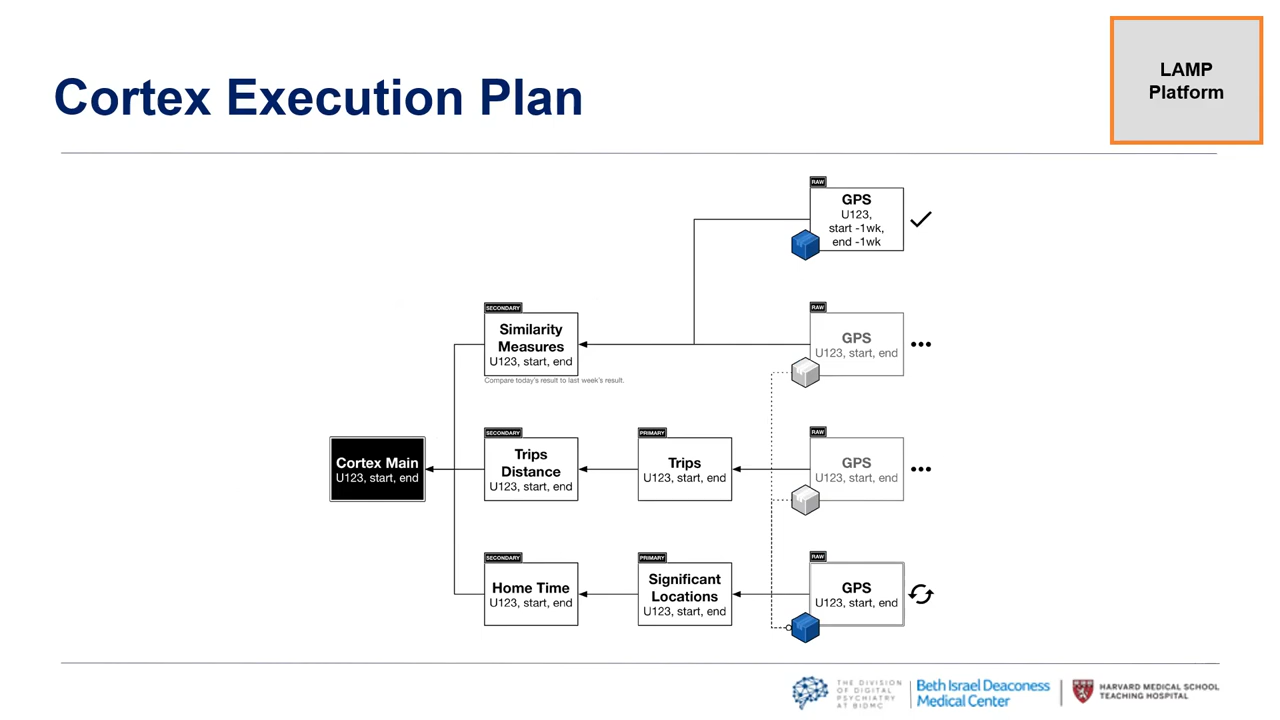 Cortex Execution Plan
LAMP
Platform
RAW
GPS
U123,
start -1wk,
end -1wk
SECONDARY
Similarity
Measures
U123, start, end
Compare today's result to last week's result.
RAW
GPS
U123, start, end
Cortex Main
U123, start, end
SECONDARY
Trips
Distance
U123, start, end
PRIMARY
Trips
U123, start, end
RAW
GPS
U123, start, end
SECONDARY
Home Time
U123, start, end
PRIMARY
Significant
Locations
U123, start, end
RAW
GPS
U123, start, end
THE DIVISION
OF DIGITAL
PSYCHIATRY
AT BIDMC
Beth Israel Deaconess
Medical Center
HARVARD MEDICAL SCHOOL
TEACHING HOSPITAL